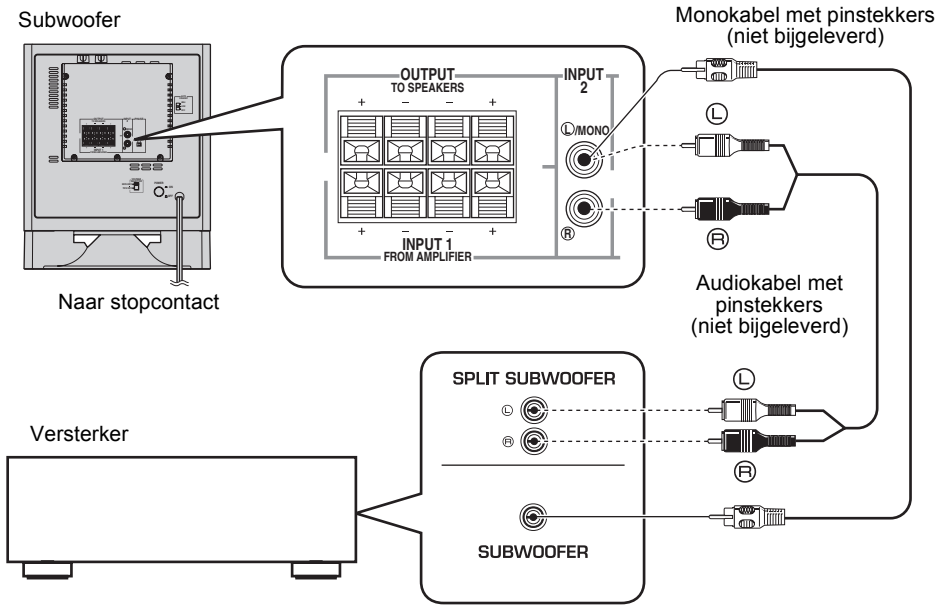 Subwoofer
Monokabel met pinstekkers
(niet bijgeleverd)
OUTPUT
TO SPEAKERS
INPUT
2
+ – – +
Ⓛ/MONO
Ⓡ
+ – – +
INPUT 1
FROM AMPLIFIER
Ⓛ
Ⓡ
Naar stopcontact
Audiokabel met
pinstekkers
(niet bijgeleverd)
SPLIT SUBWOOFER
Ⓛ
Ⓡ
Ⓛ
Ⓡ
Versterker
SUBWOOFER